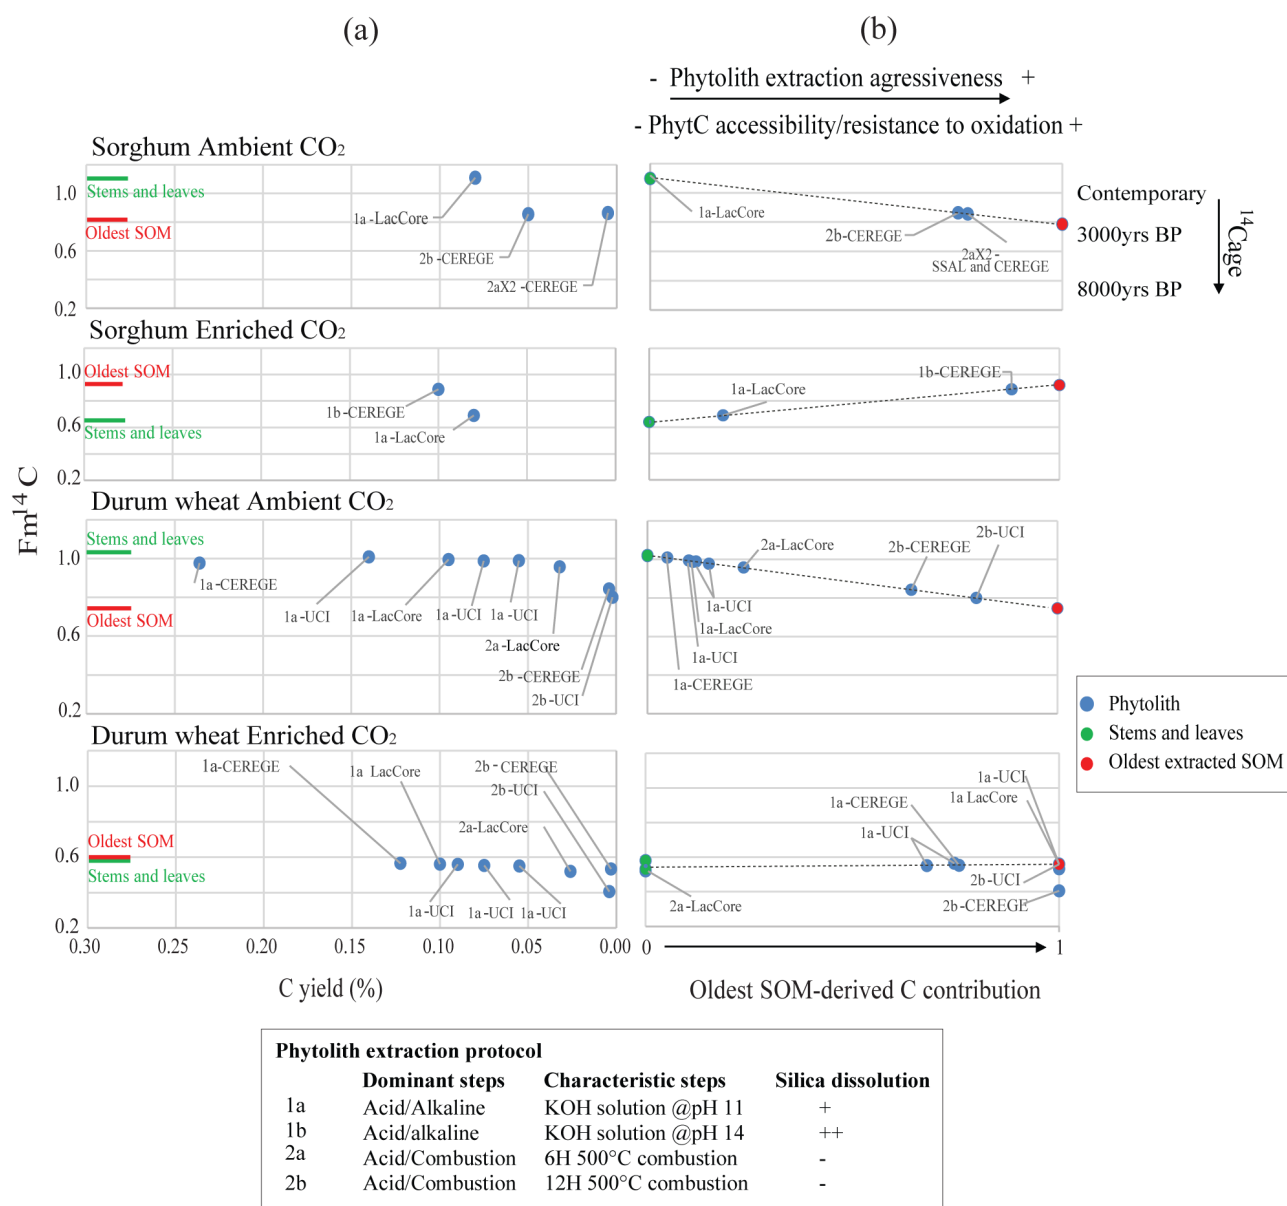 (a)
(b)
- Phytolith extraction agressiveness +
- PhytC accessibility/resistance to oxidation +
Sorghum Ambient CO2
1.0
0.6
0.2
Stems and leaves
Oldest SOM
1a-LacCore
2b-CEREGE
2aX2-CEREGE
1a-LacCore
2b-CEREGE
2aX2-
SSAL and CEREGE
Contemporary
3000yrs BP
8000yrs BP
14Cage
Sorghum Enriched CO2
1.0
0.6
0.2
Oldest SOM
Stems and leaves
1b-CEREGE
1a-LacCore
1a-LacCore
1b-CEREGE
Fm14 C
Durum wheat Ambient CO2
Stems and leaves
1.0
0.6
0.2
Oldest SOM
1a-CEREGE
1a-UCI
1a-LacCore
1a-UCI
1a-UCI
2a-LacCore
2b-CEREGE
2b-UCI
2a-LacCore
2b-CEREGE
2b-UCI
1a-UCI
1a-LacCore
1a-UCI
1a-CEREGE
Phytolith
Stems and leaves
Oldest extracted SOM
Durum wheat Enriched CO2
1.0
0.6
0.2
Oldest SOM
Stems and leaves
1a-CEREGE
1a LacCore
2b-CEREGE
2b-UCI
2a-LacCore
1a-UCI
1a-UCI
1a-UCI
1a-UCI
1a LacCore
1a-CEREGE
1a-UCI
2b-UCI
2b-CEREGE
2a-LacCore
0.30
0.25
0.20
0.15
0.10
0.05
0.00
0
1
C yield (%)
Oldest SOM-derived C contribution
Phytolith extraction protocol
Dominant steps Characteristic steps Silica dissolution
1a Acid/Alkaline KOH solution @pH 11 +
1b Acid/alkaline KOH solution @pH 14 ++
2a Acid/Combustion 6H 500°C combustion -
2b Acid/Combustion 12H 500°C combustion -